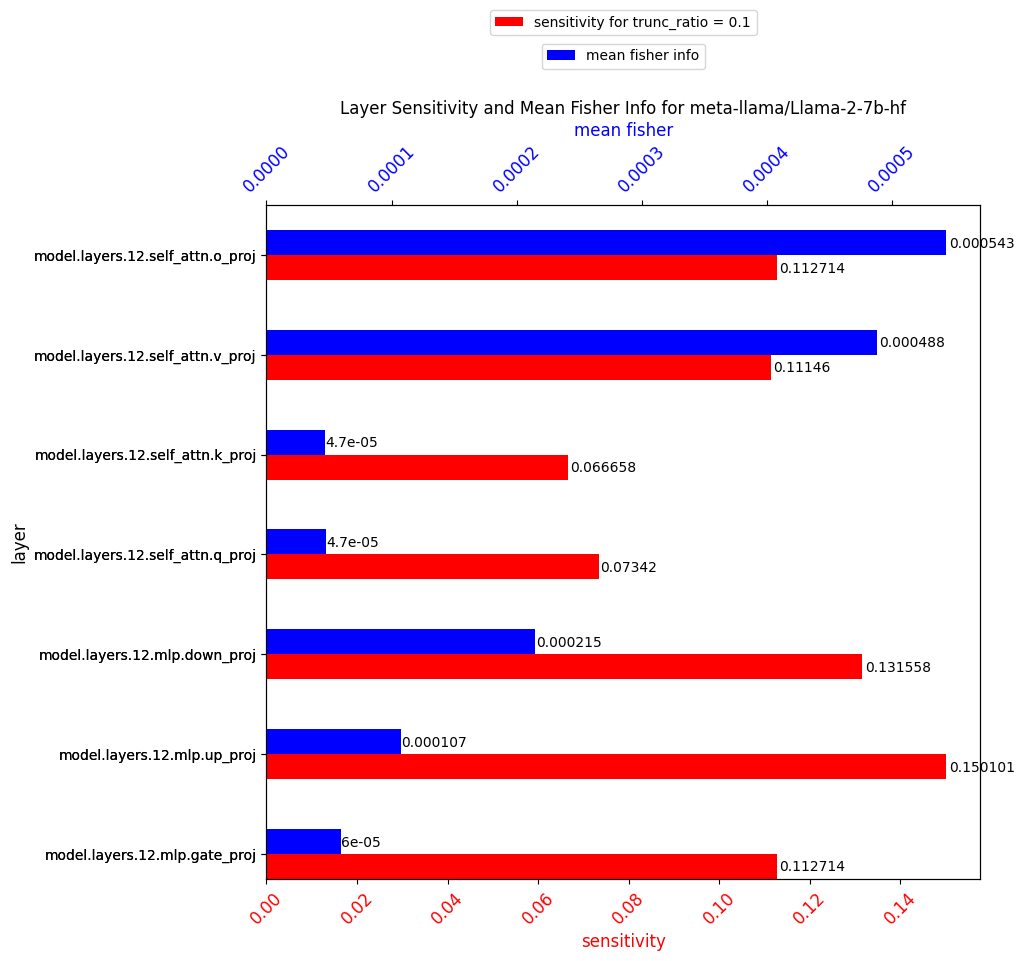 sensitivity for trunc_ratio = 0.1
mean fisher info
Layer Sensitivity and Mean Fisher Info for meta-llama/Llama-2-7b-hf
mean fisher
0.0000 0.0001 0.0002 0.0003 0.0004 0.0005
model.layers.12.self_attn.o_proj
0.000543
0.112714
model.layers.12.self_attn.v_proj
0.000488
0.11146
model.layers.12.self_attn.k_proj
4.7e-05
0.066658
layer
model.layers.12.self_attn.q_proj
4.7e-05
0.07342
model.layers.12.mlp.down_proj
0.000215
0.131558
model.layers.12.mlp.up_proj
0.000107
0.150101
model.layers.12.mlp.gate_proj
6e-05
0.112714
0.00 0.02 0.04 0.06 0.08 0.10 0.12 0.14
sensitivity